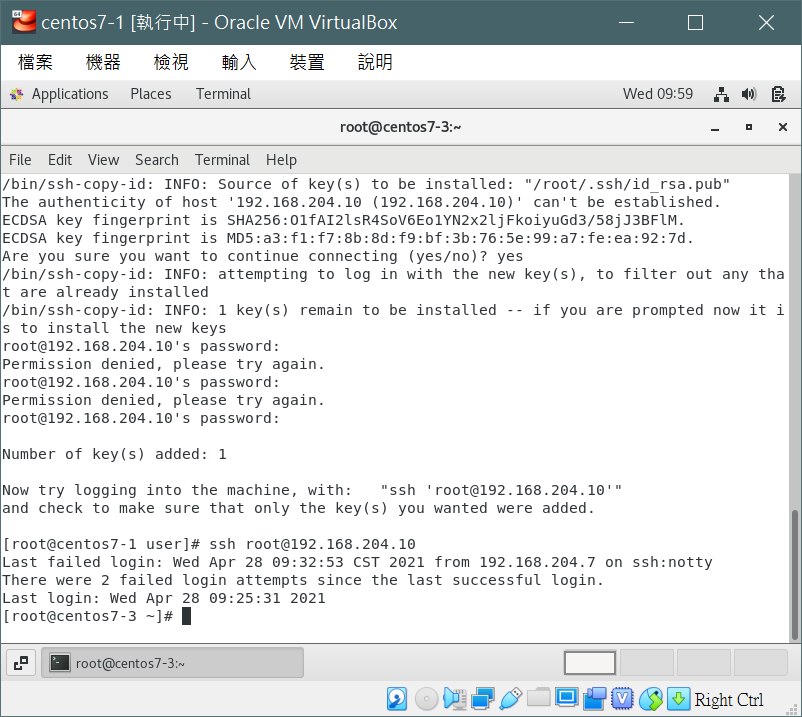 centos7-1 [執行中] - Oracle VM VirtualBox
檔案 機器 檢視 輸入 裝置 說明
Applications Places Terminal Wed 09:59
root@centos7-3:~
File Edit View Search Terminal Help
/bin/ssh-copy-id: INFO: Source of key(s) to be installed: "/root/.ssh/id_rsa.pub"
The authenticity of host '192.168.204.10 (192.168.204.10)' can't be established.
ECDSA key fingerprint is SHA256:O1fAI2lsR4SoV6Eo1YN2x2ljFkoiyuGd3/58jJ3BFlM.
ECDSA key fingerprint is MD5:a3:f1:f7:8b:8d:f9:bf:3b:76:5e:99:a7:fe:ea:92:7d.
Are you sure you want to continue connecting (yes/no)? yes
/bin/ssh-copy-id: INFO: attempting to log in with the new key(s), to filter out any tha
t are already installed
/bin/ssh-copy-id: INFO: 1 key(s) remain to be installed -- if you are prompted now it i
s to install the new keys
root@192.168.204.10's password:
Permission denied, please try again.
root@192.168.204.10's password:
Permission denied, please try again.
root@192.168.204.10's password:
Number of key(s) added: 1
Now try logging into the machine, with:   "ssh 'root@192.168.204.10'"
and check to make sure that only the key(s) you wanted were added.
[root@centos7-1 user]# ssh root@192.168.204.10
Last failed login: Wed Apr 28 09:32:53 CST 2021 from 192.168.204.7 on ssh:notty
There were 2 failed login attempts since the last successful login.
Last login: Wed Apr 28 09:25:31 2021
[root@centos7-3 ~]#
root@centos7-3:~
Right Ctrl